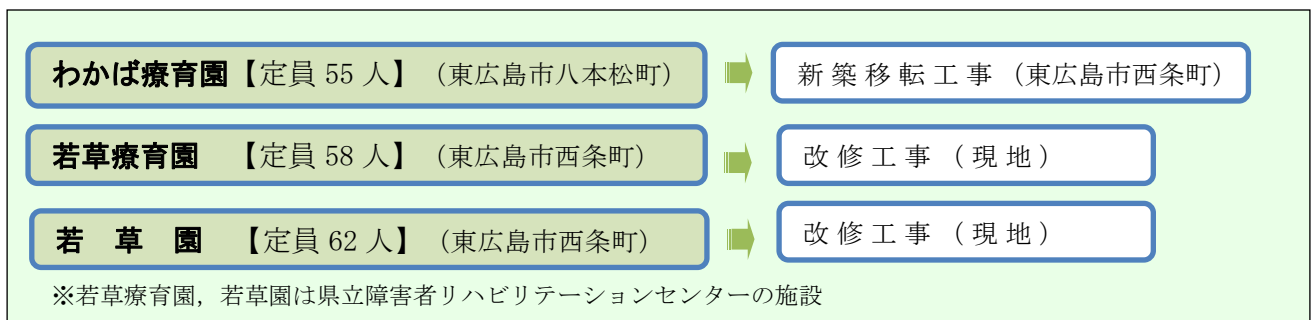 わかば療育園【定員 55 人】（東広島市八本松町）
新築移転工事（東広島市西条町）
若草療育園　【定員 58 人】（東広島市西条町）
改修工事（現地）
若　草　園　【定員 62 人】（東広島市西条町）
改修工事（現地）
※若草療育園，若草園は県立障害者リハビリテーションセンターの施設